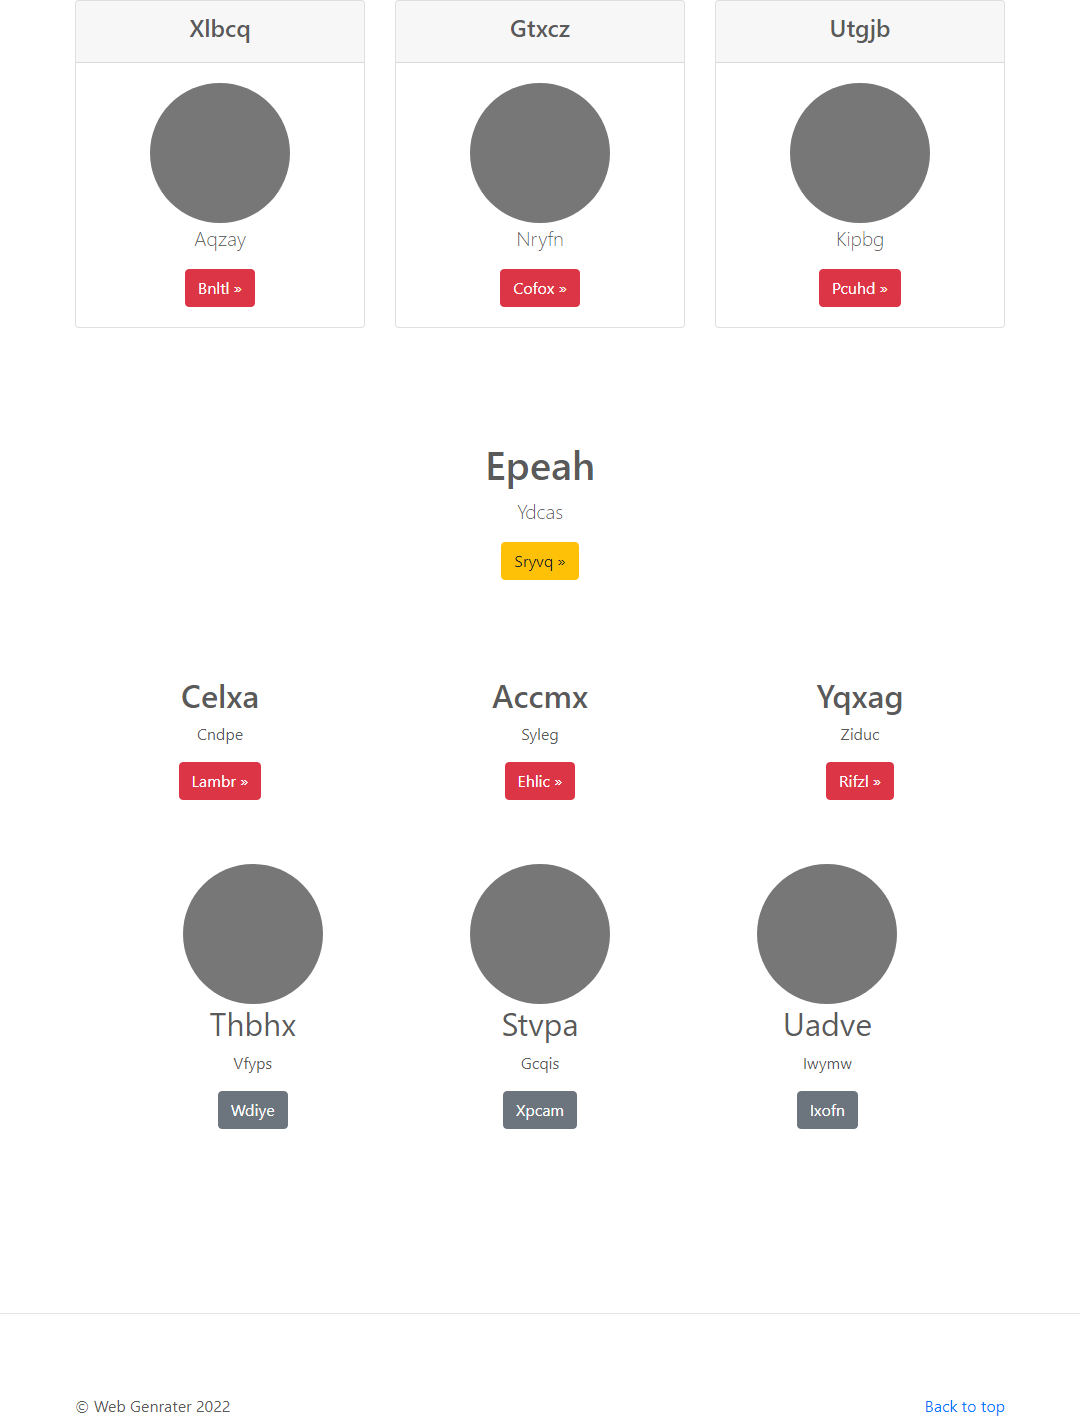 Xlbcq
Gtxcz
Utgjb
Aqzay
Nryfn
Kipbg
Bnltl »
Cofox »
Pcuhd »
Epeah
Ydcas
Sryvq »
Celxa
Accmx
Yqxag
Cndpe
Syleg
Ziduc
Lambr »
Ehlic »
Rifzl »
Thbhx
Stvpa
Uadve
Vfyps
Gcqis
Iwymw
Wdiye
Xpcam
Ixofn
© Web Genrater 2022
Back to top